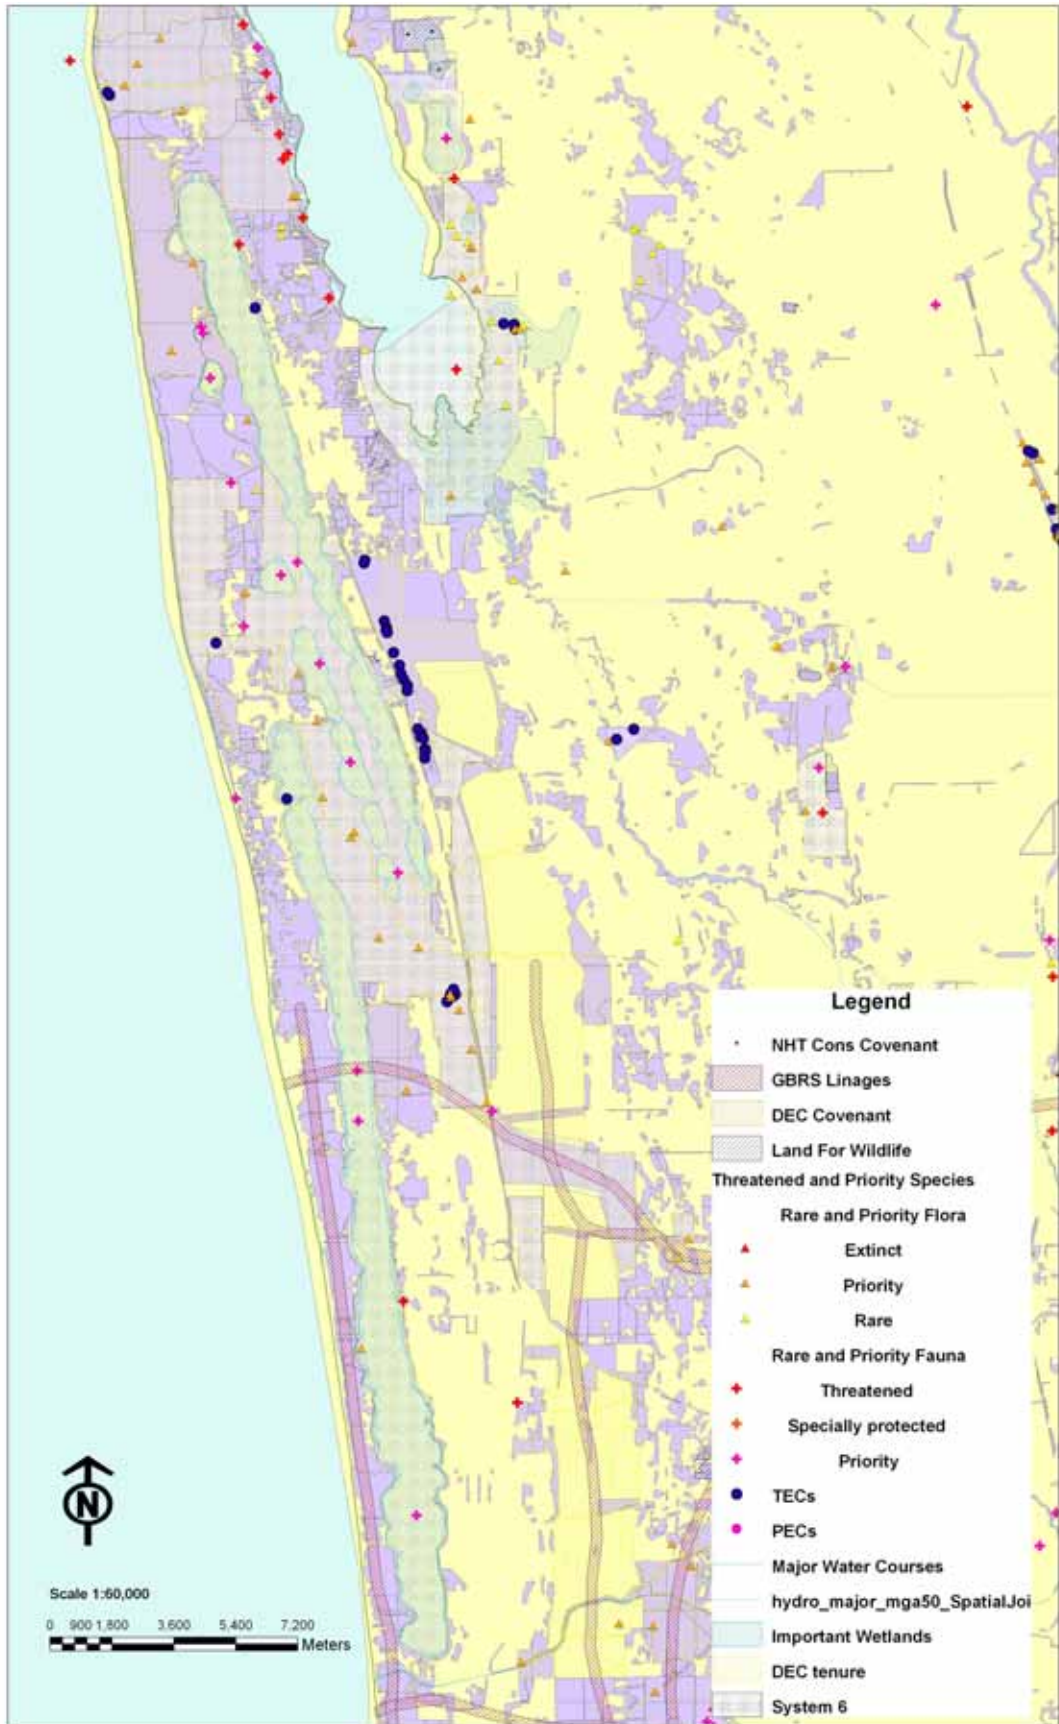 Legend
NHT Cons Covenant
GBRS Linages
DEC Covenant
Land For Wildlife
Threatened and Priority Species
Rare and Priority Flora
Extinct
Priority
Rare
Rare and Priority Fauna
Threatened
Specially protected
Priority
TECs
PECs
Major Water Courses
hydro_major_mga50_SpatialJoi
Important Wetlands
DEC tenure
System 6
N
Scale 1:60,000
0 900 1,800 3,600 5,400 7,200
Meters